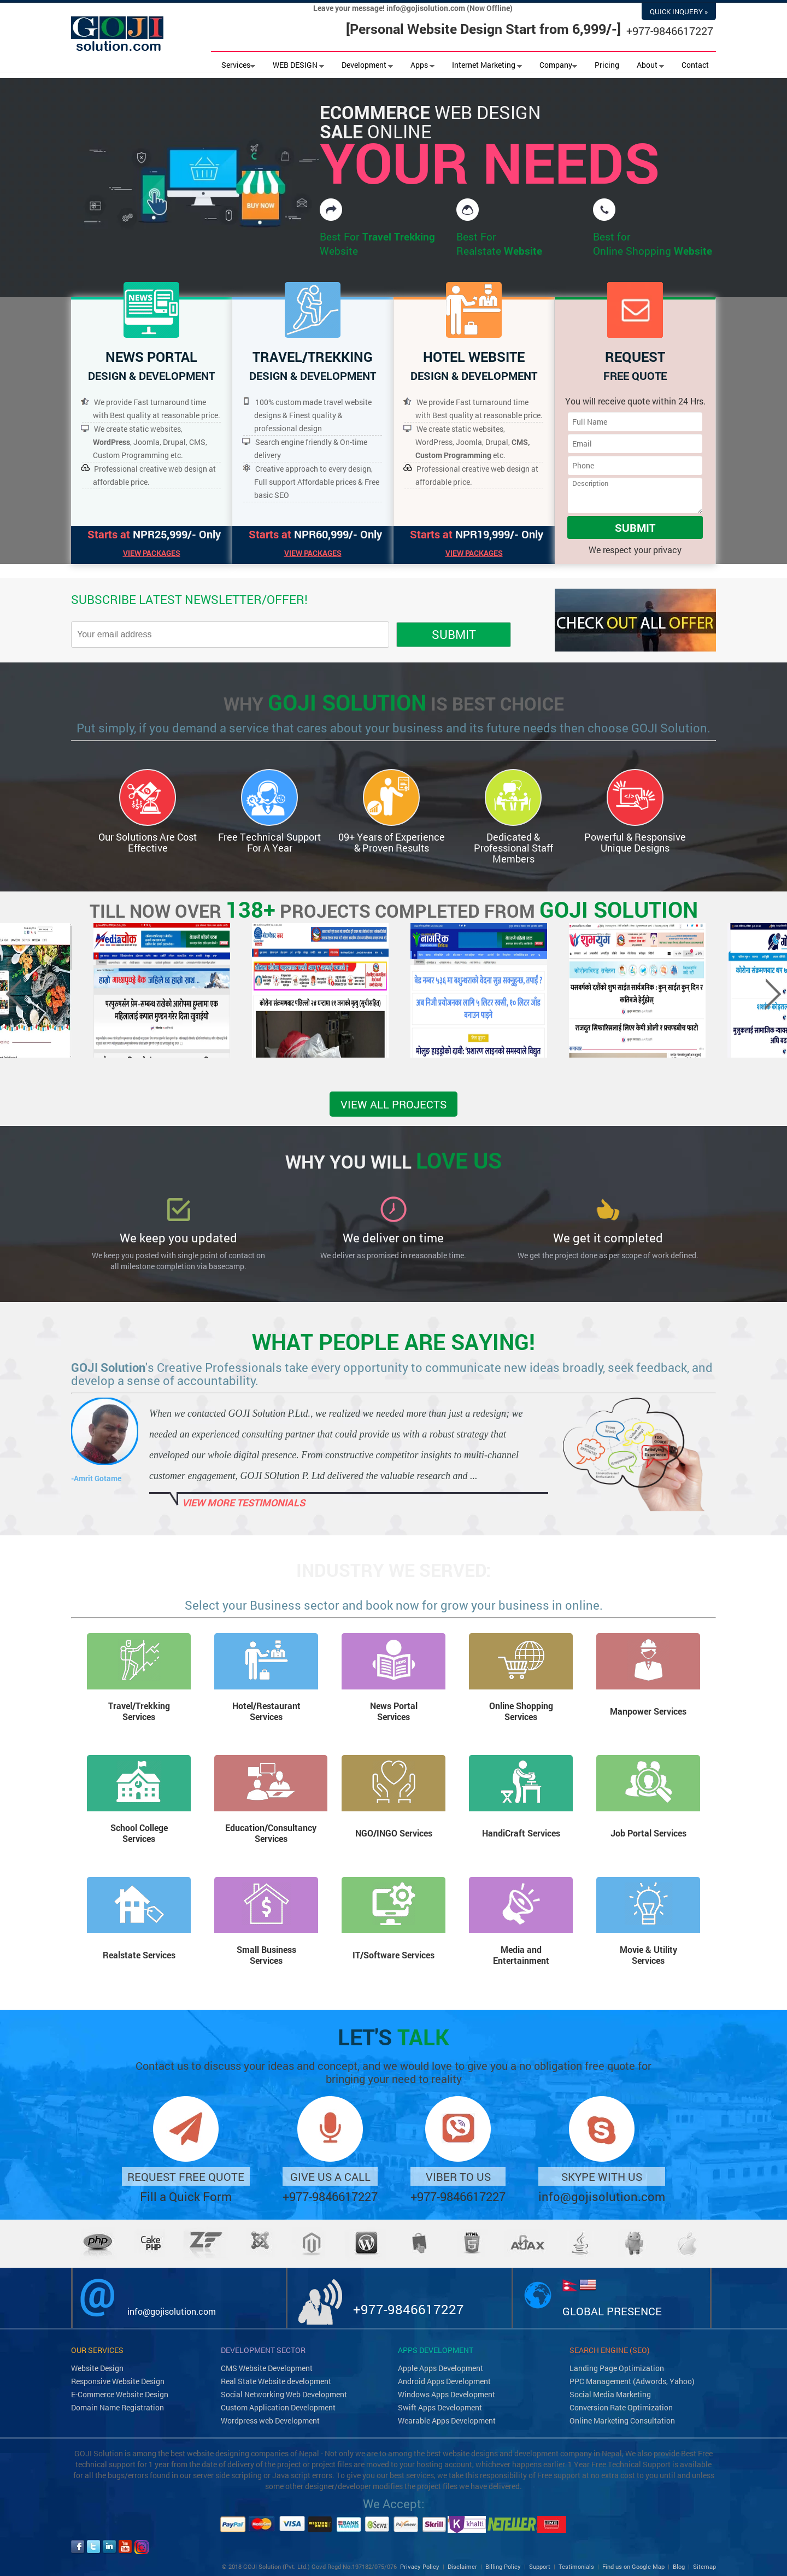 Leave your message! info@gojisolution.com (Now Offline)
QUICK INQUERY »
GOJI
solution.com
[Personal Website Design Start from 6,999/-]
+977-9846617227
Services
WEB DESIGN
Development
Apps
Internet Marketing
Company
Pricing
About
Contact
ECOMMERCE WEB DESIGN
SALE ONLINE
YOUR NEEDS
BUY NOW
Best For Travel Trekking
Website
Best For
Realstate Website
Best for
Online Shopping Website
NEWS
NEWS PORTAL
DESIGN & DEVELOPMENT
We provide Fast turnaround time
with Best quality at reasonable price.
We create static websites,
WordPress, Joomla, Drupal, CMS,
Custom Programming etc.
Professional creative web design at
affordable price.
Starts at NPR25,999/- Only
VIEW PACKAGES
TRAVEL/TREKKING
DESIGN & DEVELOPMENT
100% custom made travel website
designs & Finest quality &
professional design
Search engine friendly & On-time
delivery
Creative approach to every design,
Full support Affordable prices & Free
basic SEO
Starts at NPR60,999/- Only
VIEW PACKAGES
HOTEL WEBSITE
DESIGN & DEVELOPMENT
We provide Fast turnaround time
with Best quality at reasonable price.
We create static websites,
WordPress, Joomla, Drupal, CMS,
Custom Programming etc.
Professional creative web design at
affordable price.
Starts at NPR19,999/- Only
VIEW PACKAGES
REQUEST
FREE QUOTE
You will receive quote within 24 Hrs.
Full Name
Email
Phone
Description
SUBMIT
We respect your privacy
SUBSCRIBE LATEST NEWSLETTER/OFFER!
Your email address
SUBMIT
CHECK OUT ALL OFFER
WHY GOJI SOLUTION IS BEST CHOICE
Put simply, if you demand a service that cares about your business and its future needs then choose GOJI Solution.
Our Solutions Are Cost
Effective
Free Technical Support
For A Year
09+ Years of Experience
& Proven Results
Dedicated &
Professional Staff
Members
Powerful & Responsive
Unique Designs
TILL NOW OVER 138+ PROJECTS COMPLETED FROM GOJI SOLUTION
VIEW ALL PROJECTS
WHY YOU WILL LOVE US
We keep you updated
We keep you posted with single point of contact on
all milestone completion via basecamp.
We deliver on time
We deliver as promised in reasonable time.
We get it completed
We get the project done as per scope of work defined.
WHAT PEOPLE ARE SAYING!
GOJI Solution's Creative Professionals take every opportunity to communicate new ideas broadly, seek feedback, and
develop a sense of accountability.
When we contacted GOJI Solution P.Ltd., we realized we needed more than just a redesign; we
needed an experienced consulting partner that could provide us with a robust strategy that
enveloped our whole digital presence. From constructive competitor insights to multi-channel
customer engagement, GOJI SOlution P. Ltd delivered the valuable research and ...
-Amrit Gotame
VIEW MORE TESTIMONIALS
INDUSTRY WE SERVED:
Select your Business sector and book now for grow your business in online.
Travel/Trekking
Services
Hotel/Restaurant
Services
News Portal
Services
Online Shopping
Services
Manpower Services
School College
Services
Education/Consultancy
Services
NGO/INGO Services
HandiCraft Services
Job Portal Services
Realstate Services
Small Business
Services
IT/Software Services
Media and
Entertainment
Movie & Utility
Services
LET'S TALK
Contact us to discuss your ideas and concept, and we would love to give you a no obligation free quote for
bringing your need to reality
REQUEST FREE QUOTE
Fill a Quick Form
GIVE US A CALL
+977-9846617227
VIBER TO US
+977-9846617227
SKYPE WITH US
info@gojisolution.com
php
Cake
PHP
ZF
HTML
5
AJAX
info@gojisolution.com
+977-9846617227
GLOBAL PRESENCE
OUR SERVICES
Website Design
Responsive Website Design
E-Commerce Website Design
Domain Name Registration
DEVELOPMENT SECTOR
CMS Website Development
Real State Website development
Social Networking Web Development
Custom Application Development
Wordpress web Development
APPS DEVELOPMENT
Apple Apps Development
Android Apps Development
Windows Apps Development
Swift Apps Development
Wearable Apps Development
SEARCH ENGINE (SEO)
Landing Page Optimization
PPC Management (Adwords, Yahoo)
Social Media Marketing
Conversion Rate Optimization
Online Marketing Consultation
GOJI Solution is among the best website designing companies of Nepal - Not only we are to among the best website designs and development company in Nepal, We also provide Best Free
technical support for 1 year from the date of delivery of the project or project files are moved to your hosting account, whichever happens earlier. 1 Year Free Technical Support is available
for all the bugs/errors found in our server side scripting or Java script errors. To give you our best services, we take this responsibility of Free support at no extra cost to you until and unless
some other designer/developer modifies the project files we have delivered.
We Accept:
PayPal
VISA
Skrill
khalti
NETELLER
© 2018 GOJI Solution (Pvt. Ltd.) Govd Regd No.197182/075/076
Privacy Policy | Disclaimer | Billing Policy | Support | Testimonials | Find us on Google Map | Blog | Sitemap